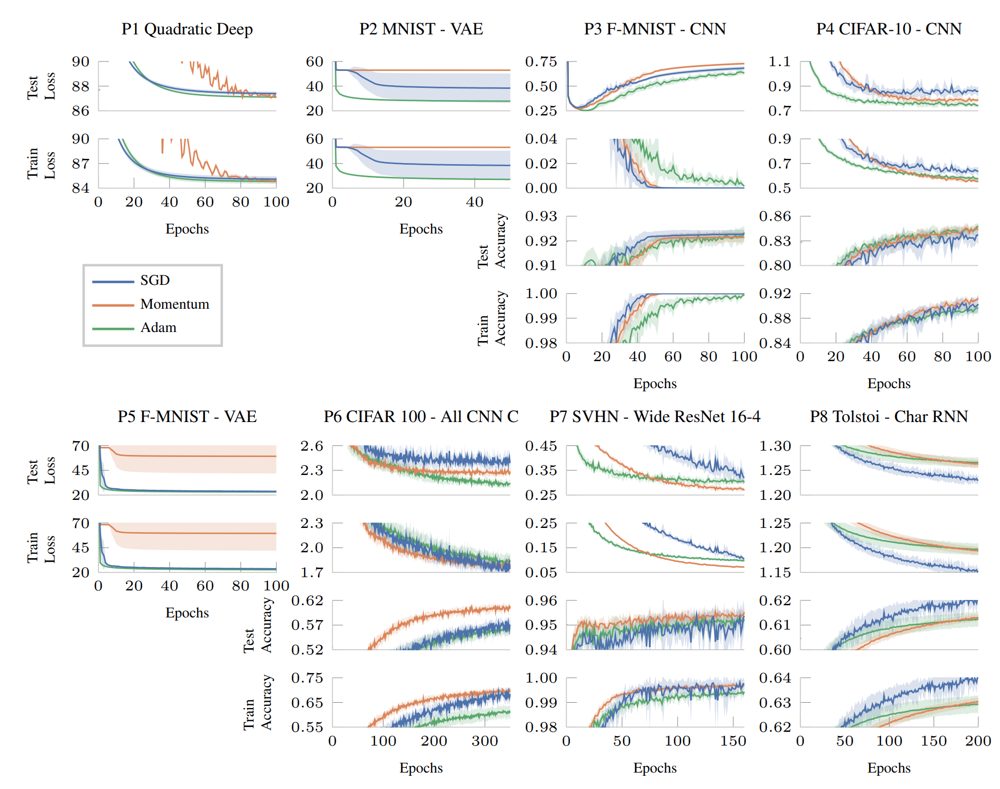 P1 Quadratic Deep
P2 MNIST - VAE
P3 F-MNIST - CNN
P4 CIFAR-10 - CNN
Test
Loss
90
88
86
60
40
20
0.75
0.50
0.25
1.1
0.9
0.7
Train
Loss
90
87
84
0 20 40 60 80 100
Epochs
60
40
20
0 20 40
Epochs
0.04
0.02
0.00
0.9
0.7
0.5
Test
Accuracy
0.93
0.92
0.91
0.86
0.83
0.80
Train
Accuracy
1.00
0.99
0.98
0 20 40 60 80 100
Epochs
0.92
0.88
0.84
0 20 40 60 80 100
Epochs
SGD
Momentum
Adam
P5 F-MNIST - VAE
P6 CIFAR 100 - All CNN C
P7 SVHN - Wide ResNet 16-4
P8 Tolstoi - Char RNN
Test
Loss
70
45
20
2.6
2.3
2.0
0.45
0.35
0.25
1.30
1.25
1.20
Train
Loss
70
45
20
0 20 40 60 80 100
Epochs
2.3
2.0
1.7
0.25
0.15
0.05
1.25
1.20
1.15
Test
Accuracy
0.62
0.57
0.52
0.96
0.95
0.94
0.62
0.61
0.60
Train
Accuracy
0.75
0.65
0.55
0 100 200 300
Epochs
1.00
0.99
0.98
0 50 100 150
Epochs
0.64
0.63
0.62
0 50 100 150 200
Epochs